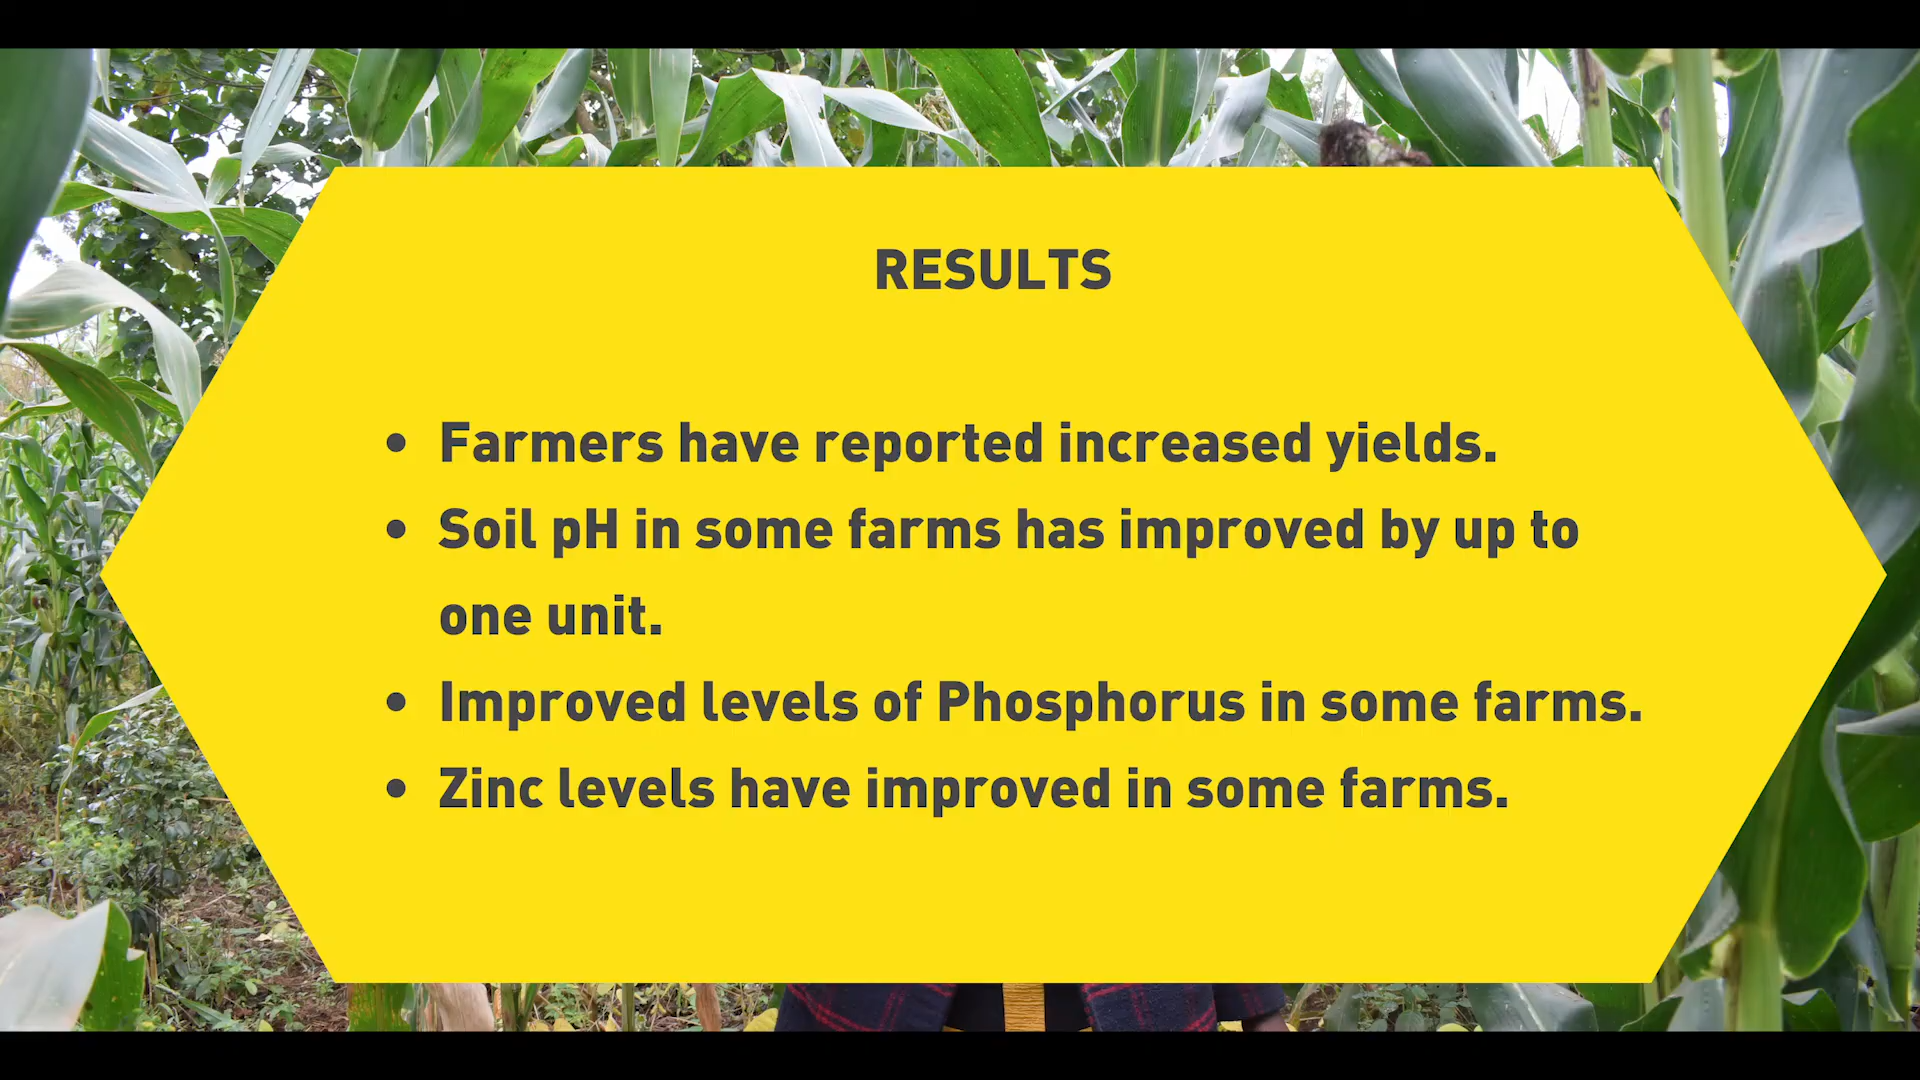 RESULTS
• Farmers have reported increased yields.
• Soil pH in some farms has improved by up to
one unit.
• Improved levels of Phosphorus in some farms.
• Zinc levels have improved in some farms.